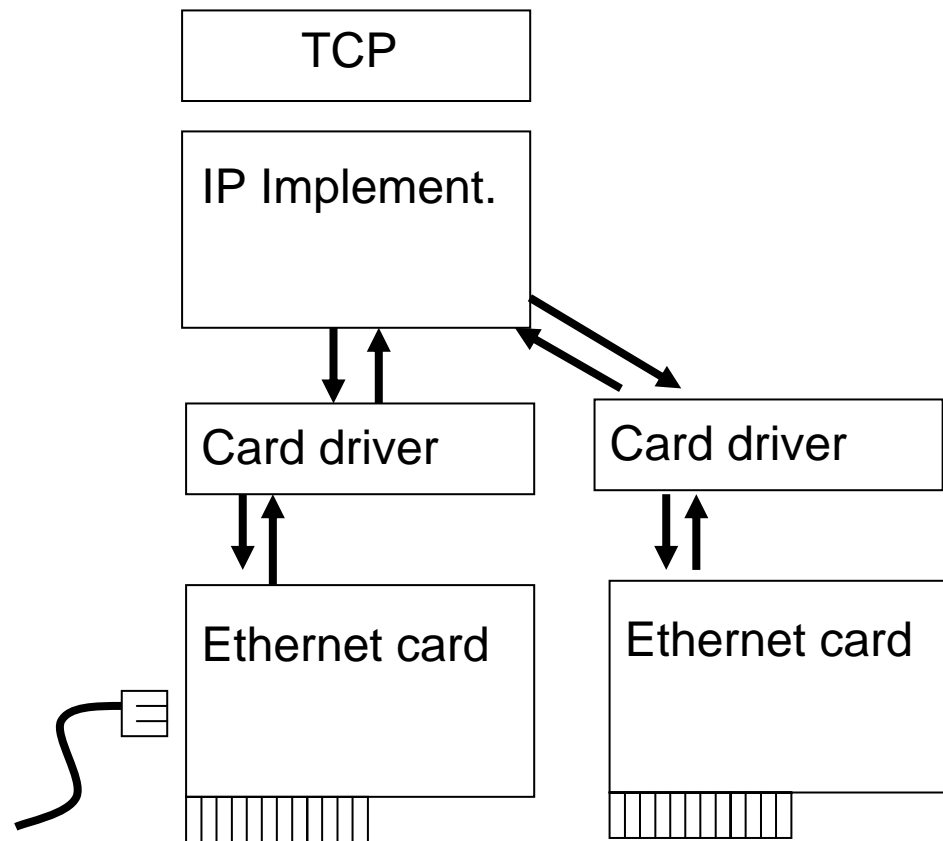 TCP
IP Implement.
Card driver
Card driver
Ethernet card
Ethernet card